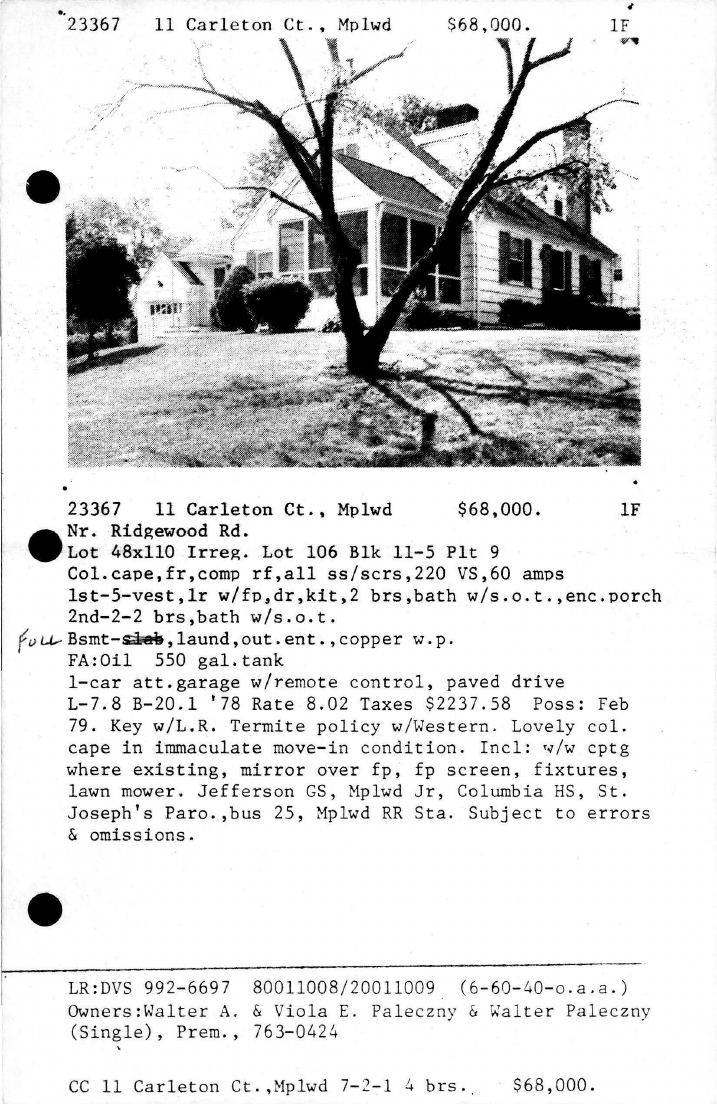 23367 11 Carleton Ct., Mplwd $68,000. 1F
23367 11 Carleton Ct., Mplwd $68,000. 1F
Nr. Ridgewood Rd.
Lot 48x110 Irreg. Lot 106 Blk 11-5 Plt 9
Col.cape,fr,comp rf,all ss/scrs,220 VS,60 amps
1st-5-vest,lr w/fp,dr,kit,2 brs,bath w/s.o.t.,enc.porch
2nd-2-2 brs,bath w/s.o.t.
Full Bsmt-slab,laund,out.ent.,copper w.p.
FA:Oil 550 gal.tank
1-car att.garage w/remote control, paved drive
L-7.8 B-20.1 '78 Rate 8.02 Taxes $2237.58 Poss: Feb
79. Key w/L.R. Termite policy w/Western. Lovely col.
cape in immaculate move-in condition. Incl: w/w cptg
where existing, mirror over fp, fp screen, fixtures,
lawn mower. Jefferson GS, Mplwd Jr, Columbia HS, St.
Joseph's Paro.,bus 25, Mplwd RR Sta. Subject to errors
& omissions.
LR:DVS 992-6697 80011008/20011009 (6-60-40-o.a.a.)
Owners:Walter A. & Viola E. Paleczny & Walter Paleczny
(Single), Prem., 763-0424
CC 11 Carleton Ct.,Mplwd 7-2-1 4 brs. $68,000.